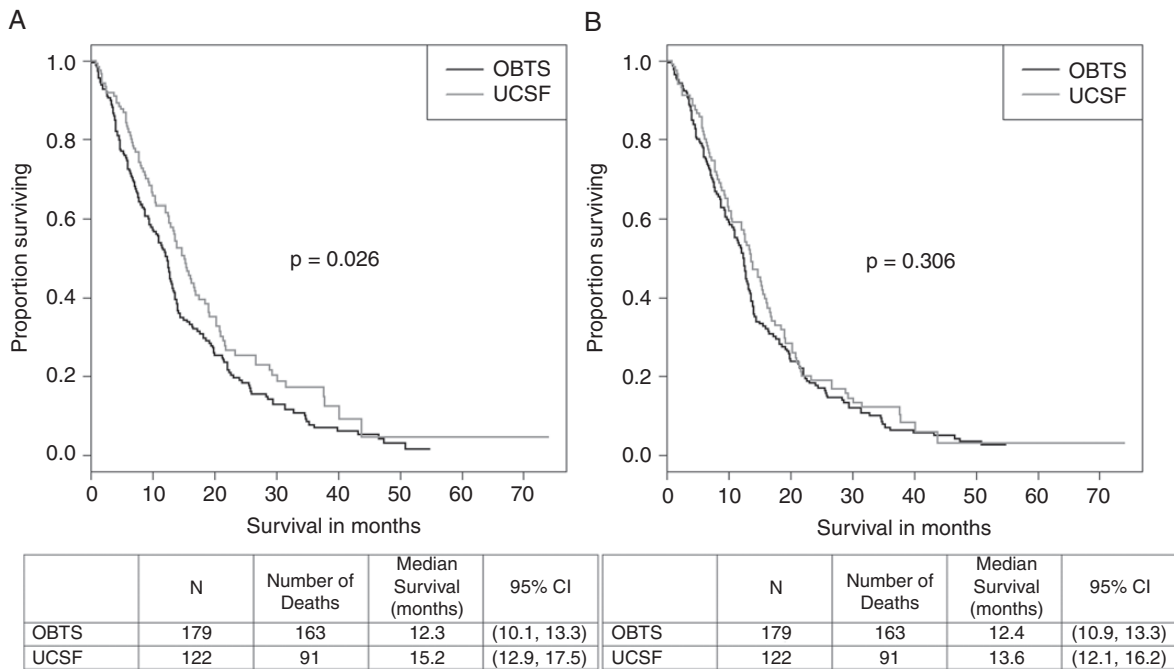 A
1.0
0.8
0.6
0.4
0.2
0.0
Proportion surviving
OBTS
UCSF
p = 0.026
0 10 20 30 40 50 60 70
Survival in months
B
1.0
0.8
0.6
0.4
0.2
0.0
Proportion surviving
OBTS
UCSF
p = 0.306
0 10 20 30 40 50 60 70
Survival in months
N Number of Deaths Median Survival (months) 95% CI
OBTS 179 163 12.3 (10.1, 13.3)
UCSF 122 91 15.2 (12.9, 17.5)
N Number of Deaths Median Survival (months) 95% CI
OBTS 179 163 12.4 (10.9, 13.3)
UCSF 122 91 13.6 (12.1, 16.2)